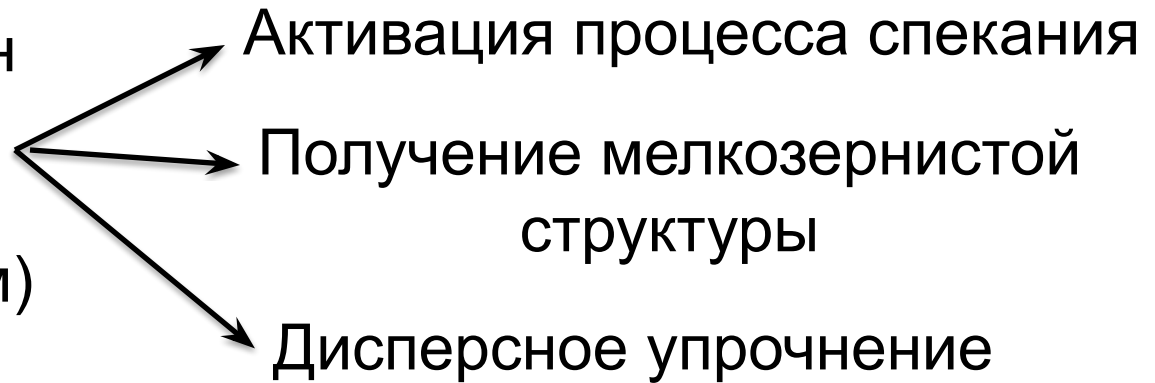 н
Активация процесса спекания
Получение мелкозернистой
структуры
)
Дисперсное упрочнение